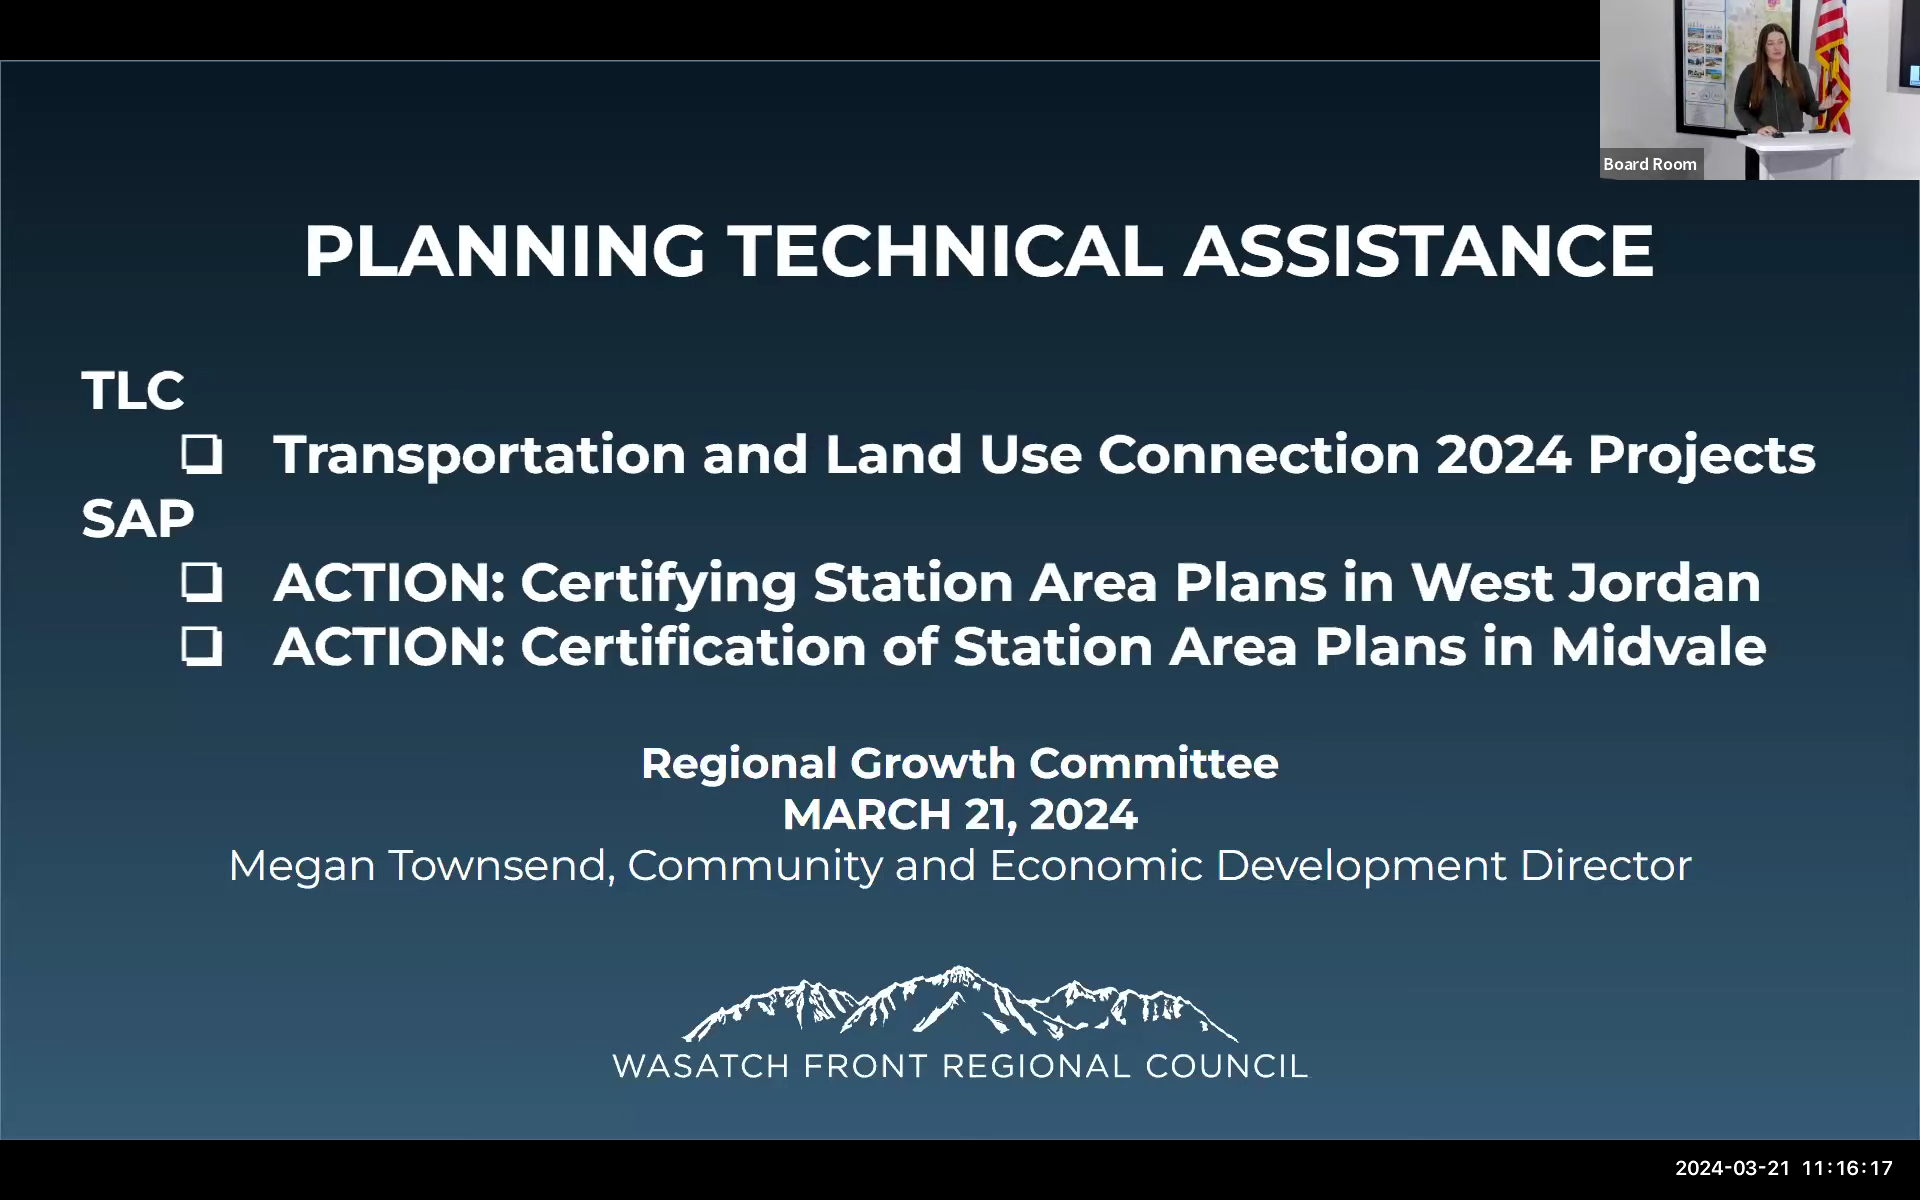 Board Room
PLANNING TECHNICAL ASSISTANCE
TLC
❑ Transportation and Land Use Connection 2024 Projects
SAP
❑ ACTION: Certifying Station Area Plans in West Jordan
❑ ACTION: Certification of Station Area Plans in Midvale
Regional Growth Committee
MARCH 21, 2024
Megan Townsend, Community and Economic Development Director
WASATCH FRONT REGIONAL COUNCIL
2024-03-21 11:16:17